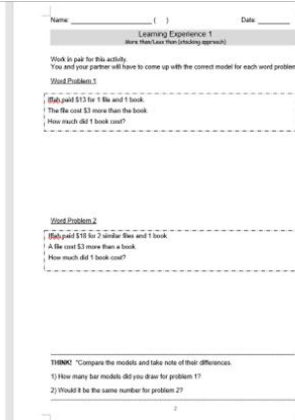 Name: ____________ ( ) Date: ________
Learning Experience 1
More than/Less than (stacking approach)
Work in pair for this activity.
You and your partner will have to come up with the correct model for each word problem
Word Problem 1
Iffah paid $13 for 1 file and 1 book.
The file cost $3 more than the book.
How much did 1 book cost?
Word Problem 2
Iffah paid $18 for 2 similar files and 1 book.
A file cost $3 more than a book.
How much did 1 book cost?
THINK! "Compare the models and take note of their differences.
1) How many bar models did you draw for problem 1?
2) Would it be the same number for problem 2?
2